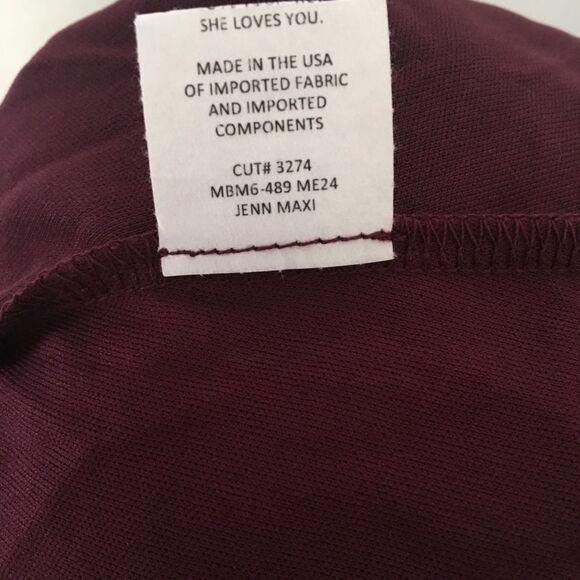 SHE LOVES YOU.
MADE IN THE USA
OF IMPORTED FABRIC
AND IMPORTED
COMPONENTS
CUT# 3274
MBM6-489 ME24
JENN MAXI